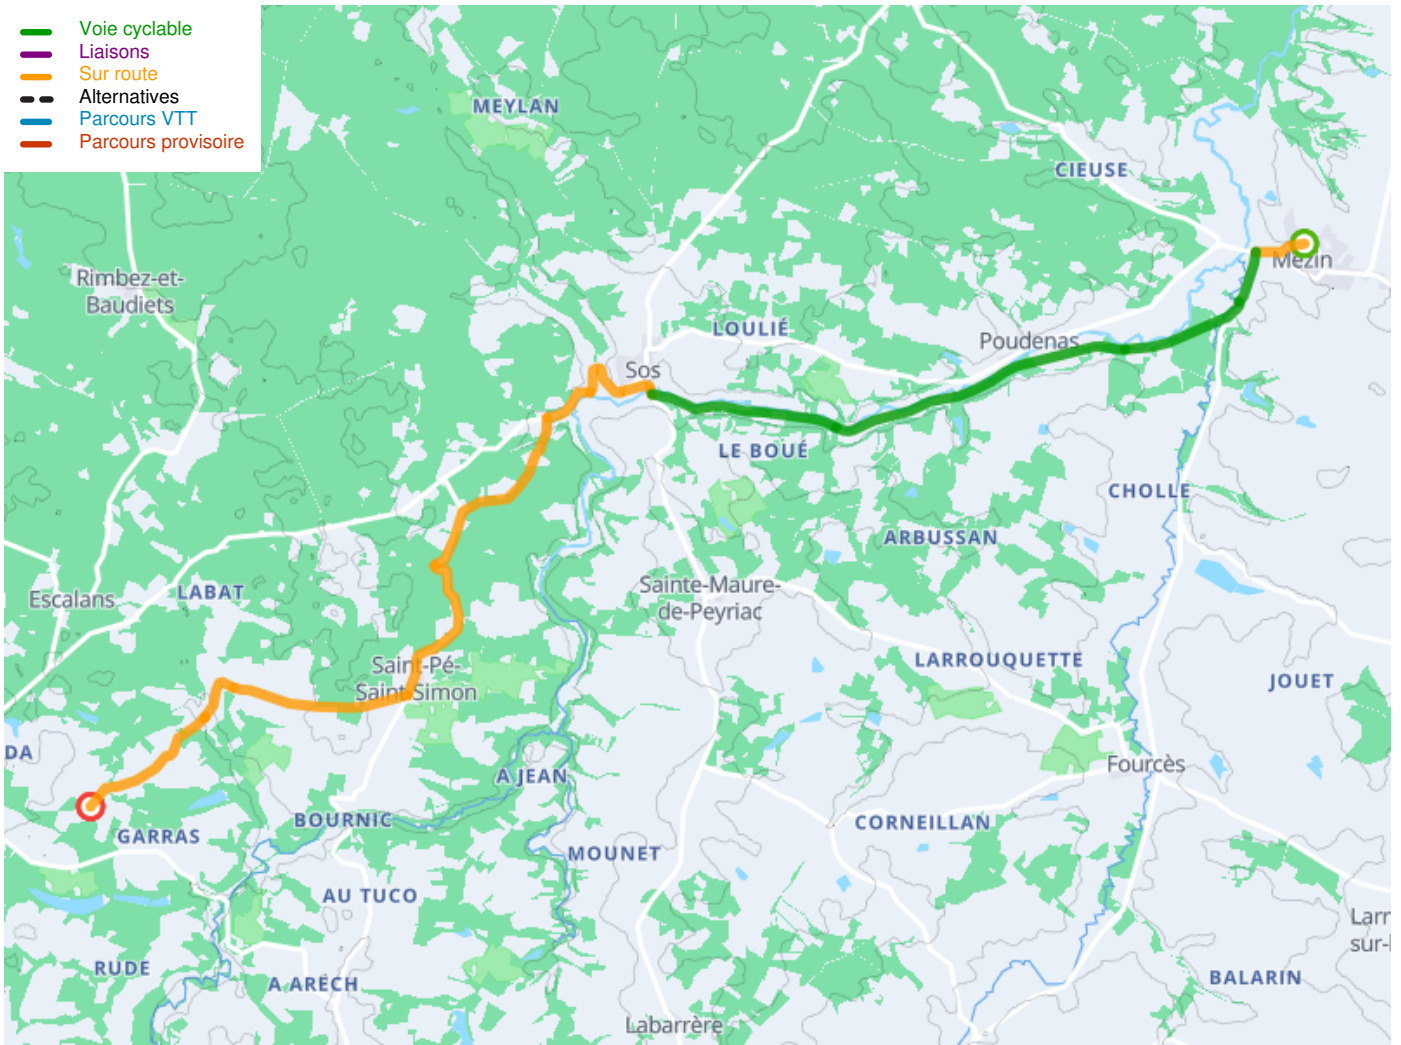 Voie cyclable
Liaisons
Sur route
Alternatives
Parcours VTT
Parcours provisoire
MEYLAN
CIEUSE
Mézin
Rimbez-et-
Baudiets
LOULIÉ
Poudenas
Sos
LE BOUÉ
CHOLLE
ARBUSSAN
Escalans
LABAT
Sainte-Maure-
de-Peyriac
Saint-Pé-
Saint-Simon
LARROUQUETTE
JOUET
DA
A JEAN
Fourcès
GARRAS
BOURNIC
CORNEILLAN
MOUNET
AU TUCO
Larr
sur-l
RUDE
A ARECH
BALARIN
Labarrère